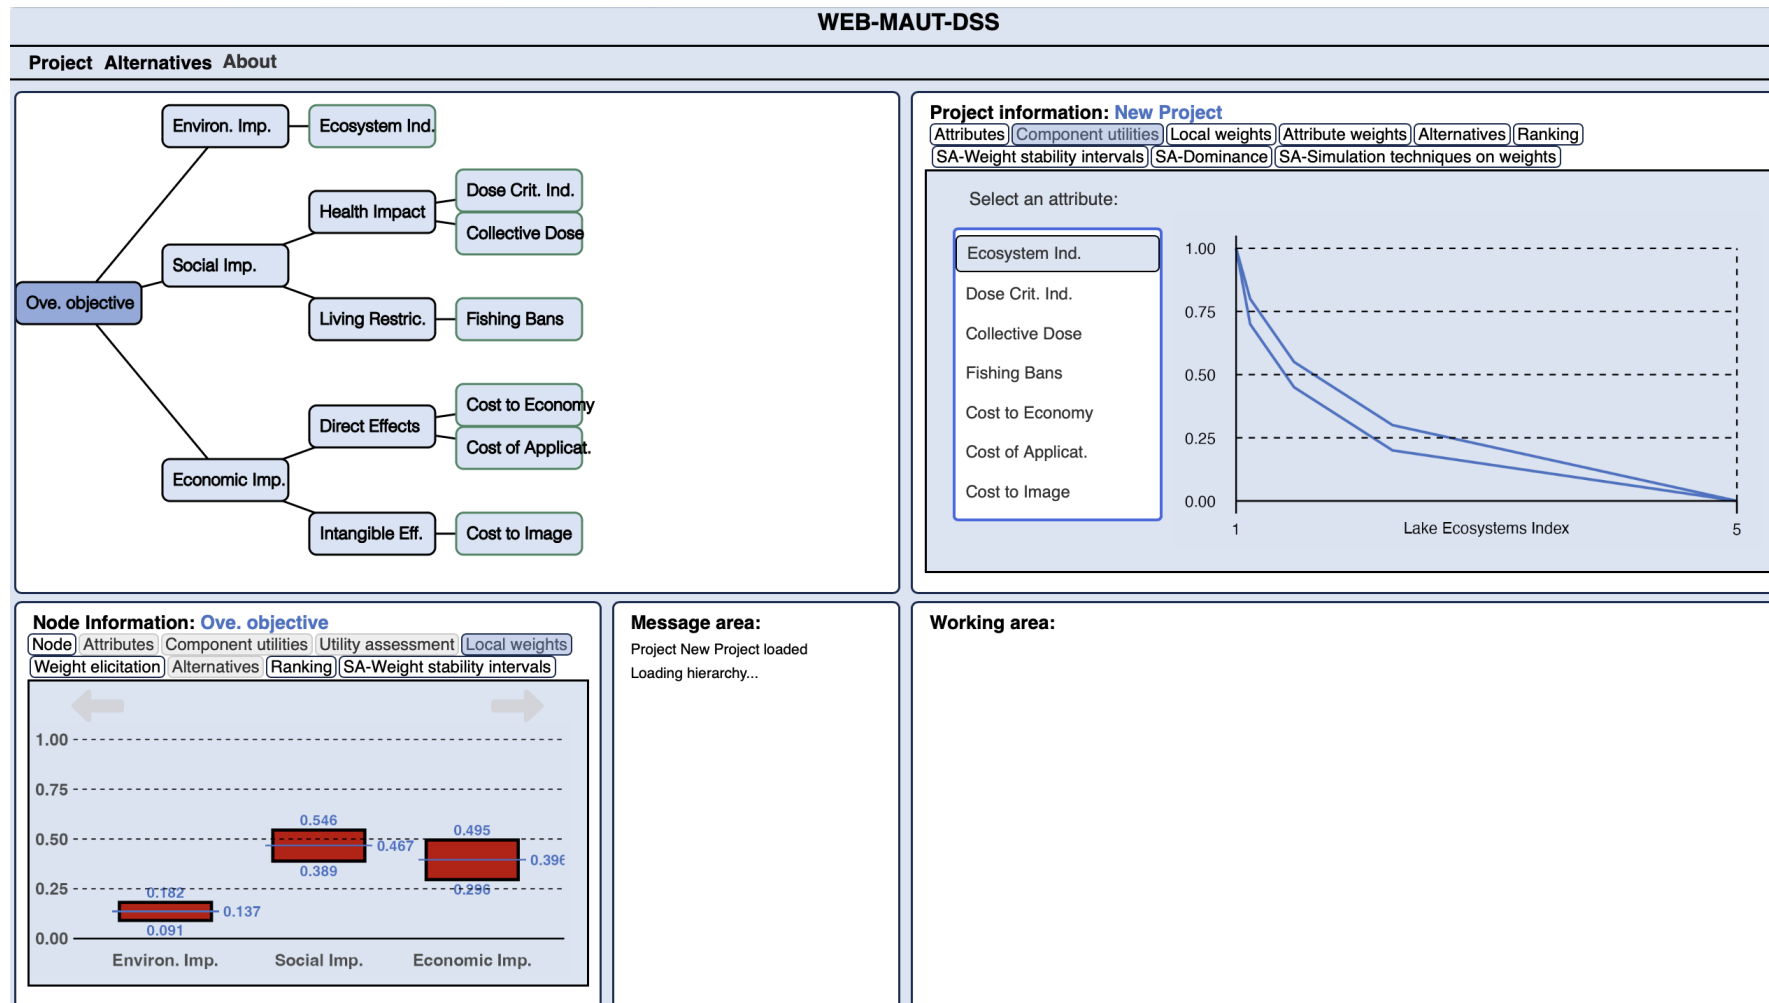 WEB-MAUT-DSS
Project Alternatives About
Environ. Imp.
Ecosystem Ind.
Dose Crit. Ind.
Health Impact
Collective Dose
Social Imp.
Ove. objective
Living Restric.
Fishing Bans
Cost to Economy
Direct Effects
Cost of Applicat.
Economic Imp.
Intangible Eff.
Cost to Image
Project information: New Project
Attributes Component utilities Local weights Attribute weights Alternatives Ranking
SA-Weight stability intervals SA-Dominance SA-Simulation techniques on weights
Select an attribute:
Ecosystem Ind.
Dose Crit. Ind.
Collective Dose
Fishing Bans
Cost to Economy
Cost of Applicat.
Cost to Image
1.00
0.75
0.50
0.25
0.00
1 Lake Ecosystems Index 5
Node Information: Ove. objective
Node Attributes Component utilities Utility assessment Local weights
Weight elicitation Alternatives Ranking SA-Weight stability intervals
1.00
0.75
0.50
0.25
0.00
0.182
0.137
0.091
0.546
0.467
0.389
0.495
0.396
0.296
Environ. Imp. Social Imp. Economic Imp.
Message area:
Project New Project loaded
Loading hierarchy...
Working area: